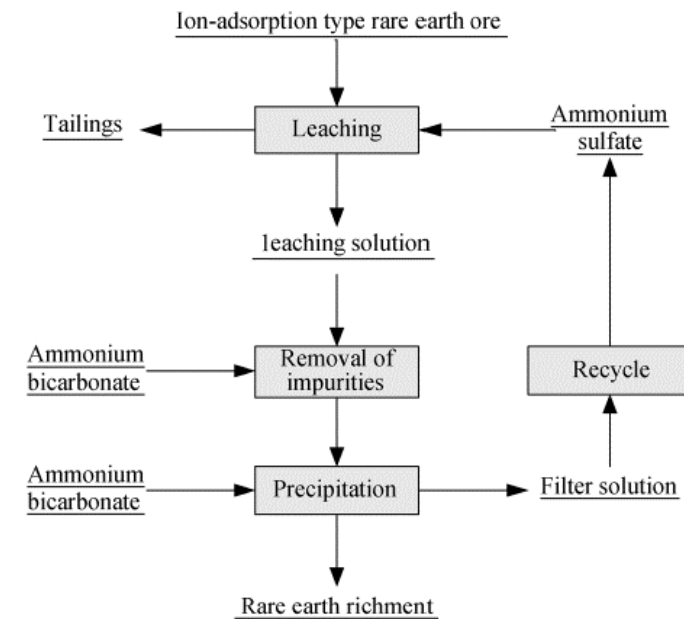 Ion-adsorption type rare earth ore
Tailings
Leaching
Ammonium
sulfate
leaching solution
Ammonium
bicarbonate
Removal of
impurities
Recycle
Ammonium
bicarbonate
Precipitation
Filter solution
Rare earth richment